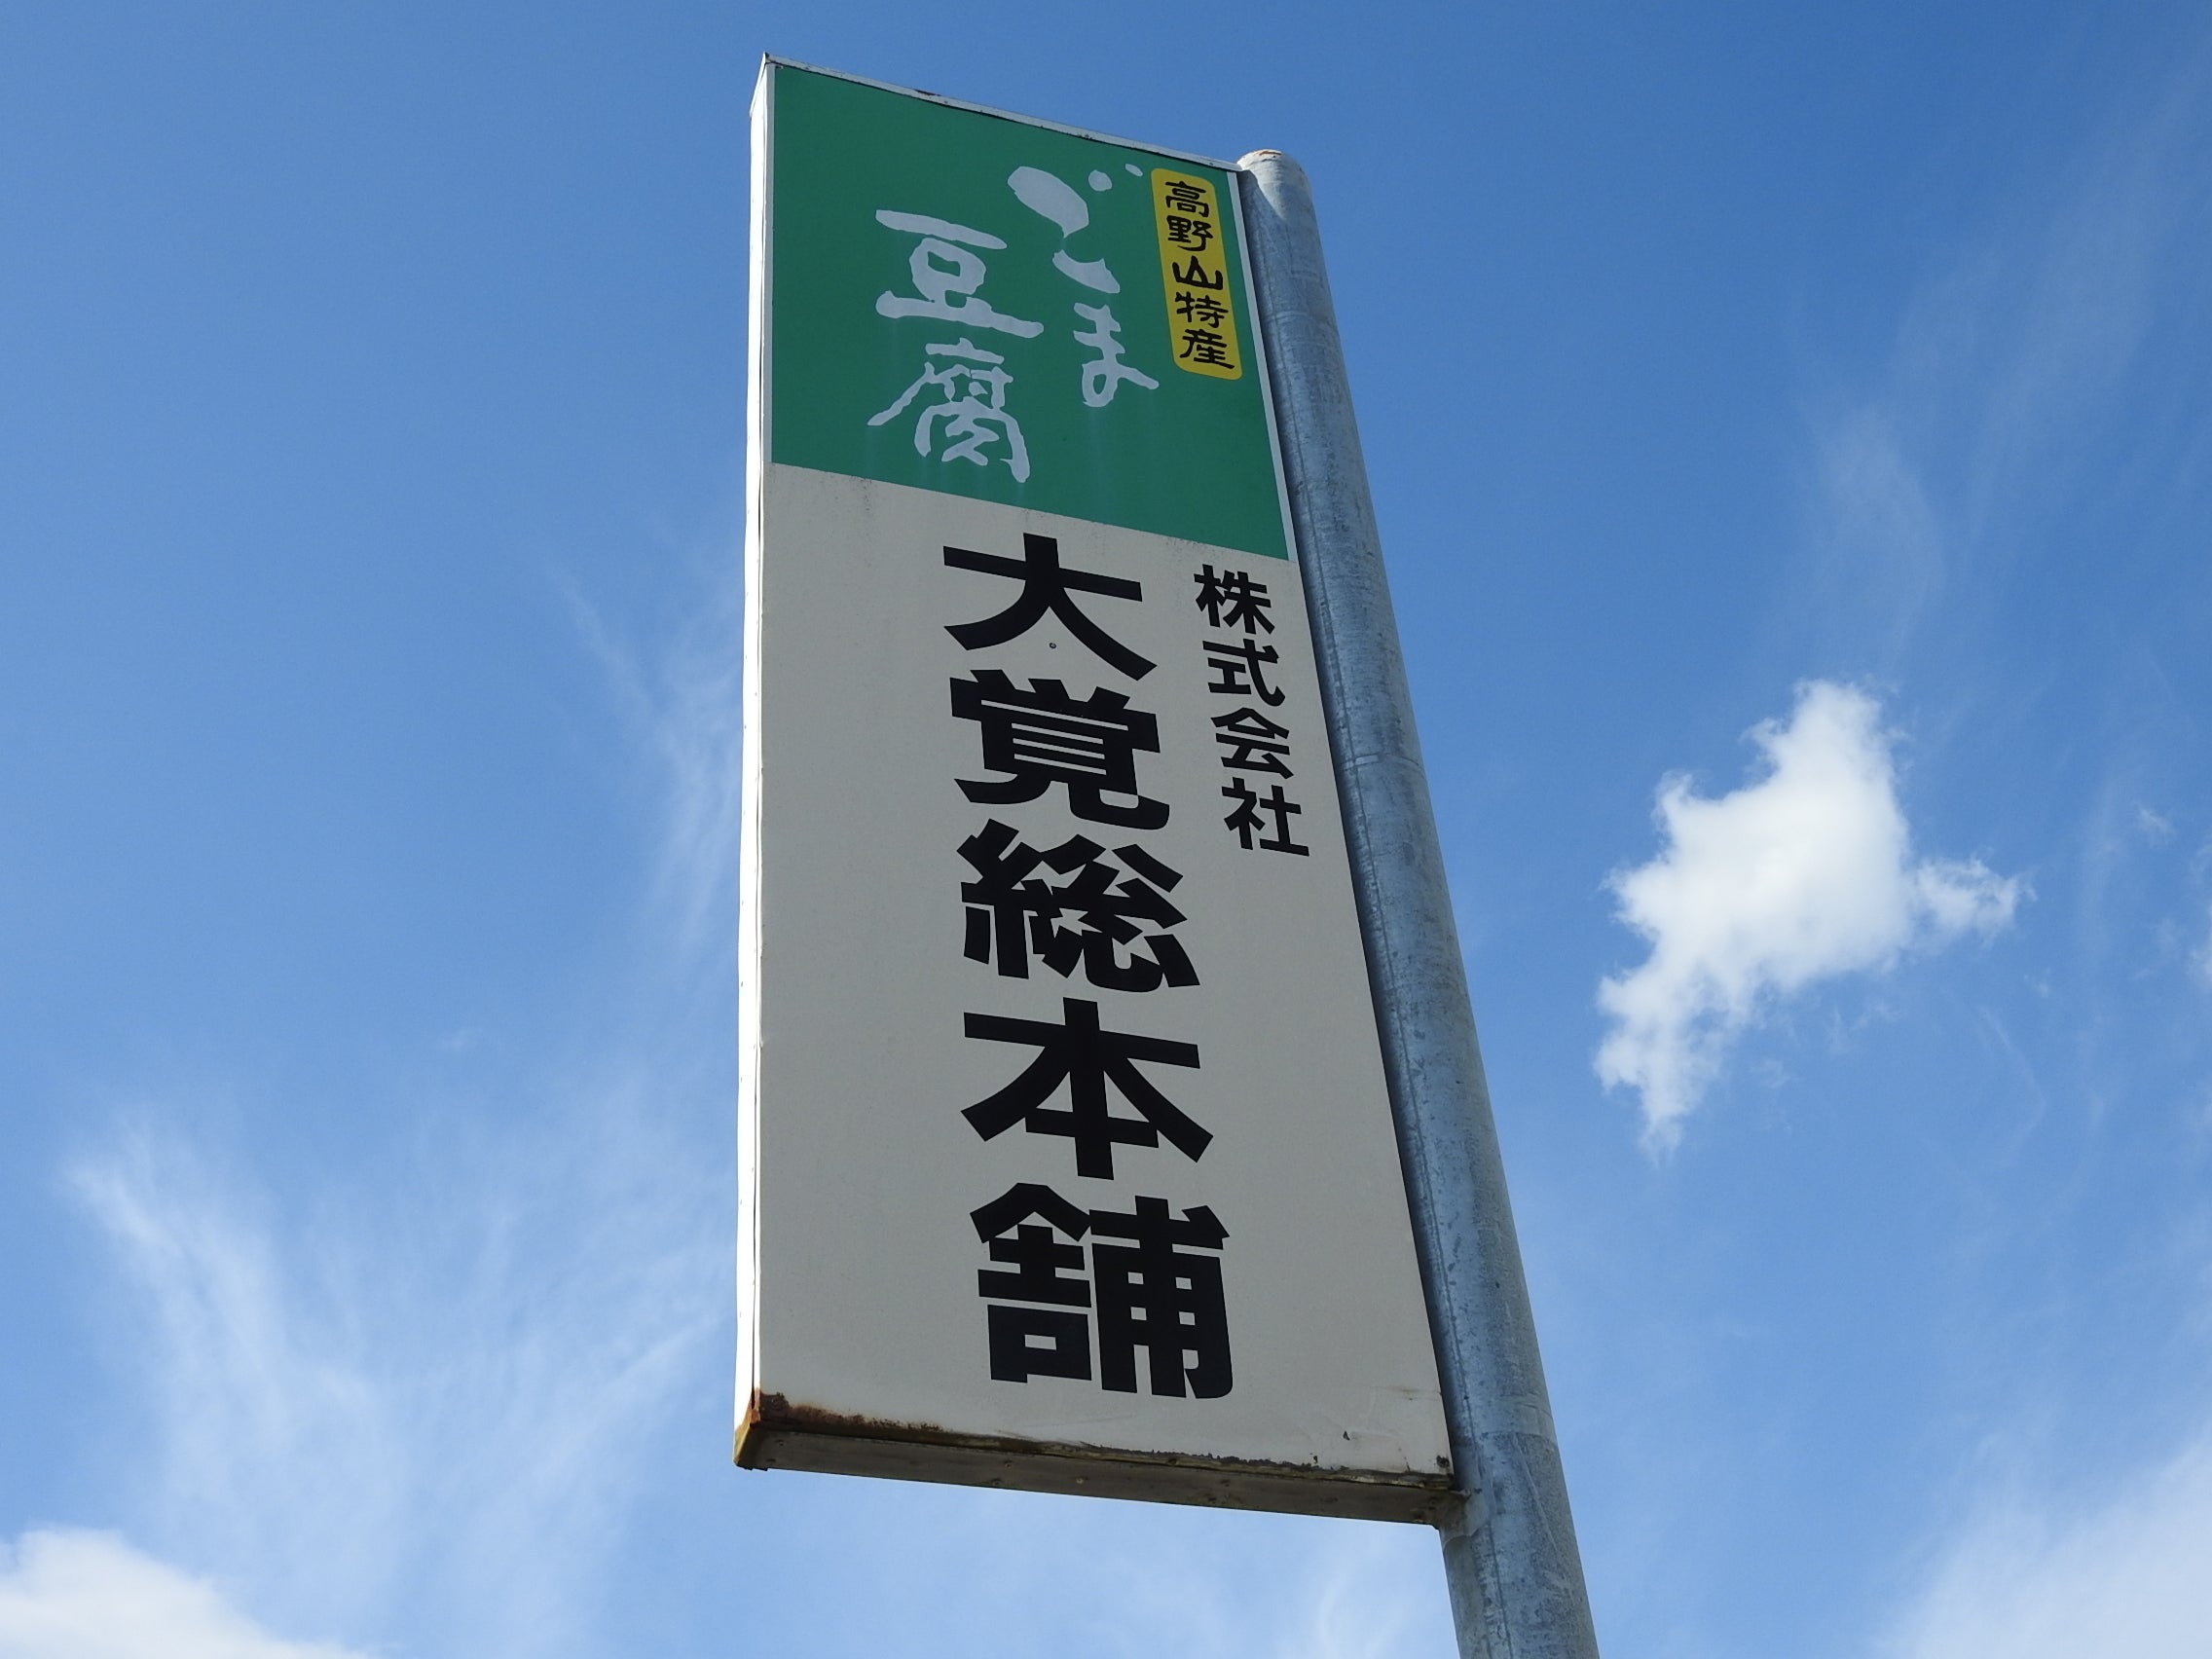 高野山特産
ごま
豆腐
株式会社
大覚総本舗